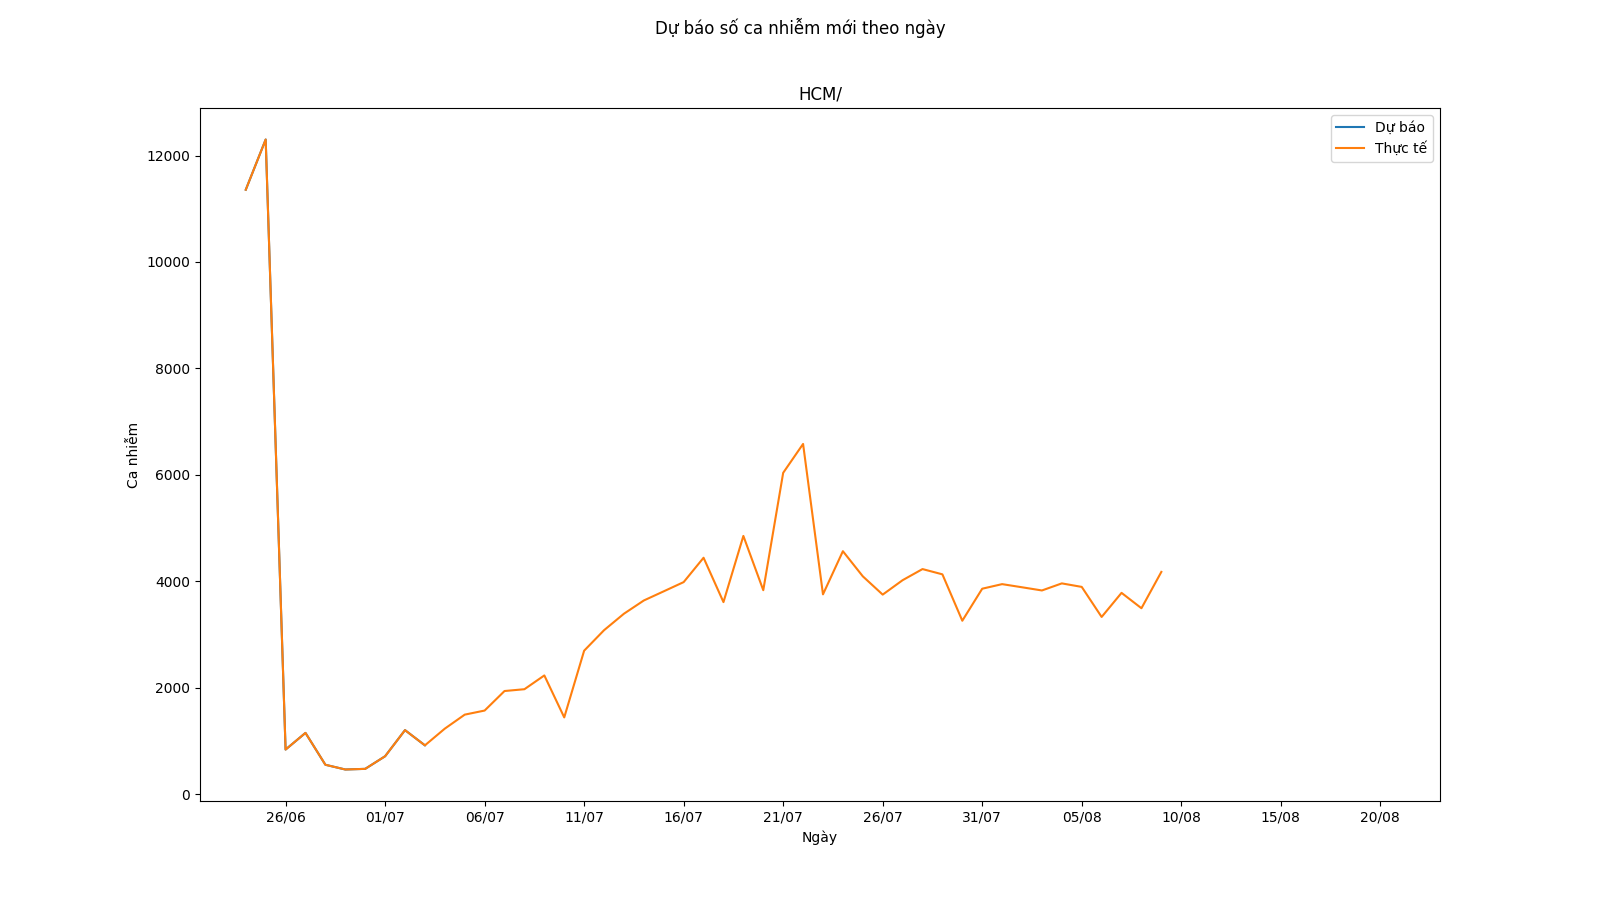 Dự báo số ca nhiễm mới theo ngày
HCM/
Dự báo
Thực tế
12000
10000
8000
6000
4000
2000
0
Ca nhiễm
26/06 01/07 06/07 11/07 16/07 21/07 26/07 31/07 05/08 10/08 15/08 20/08
Ngày